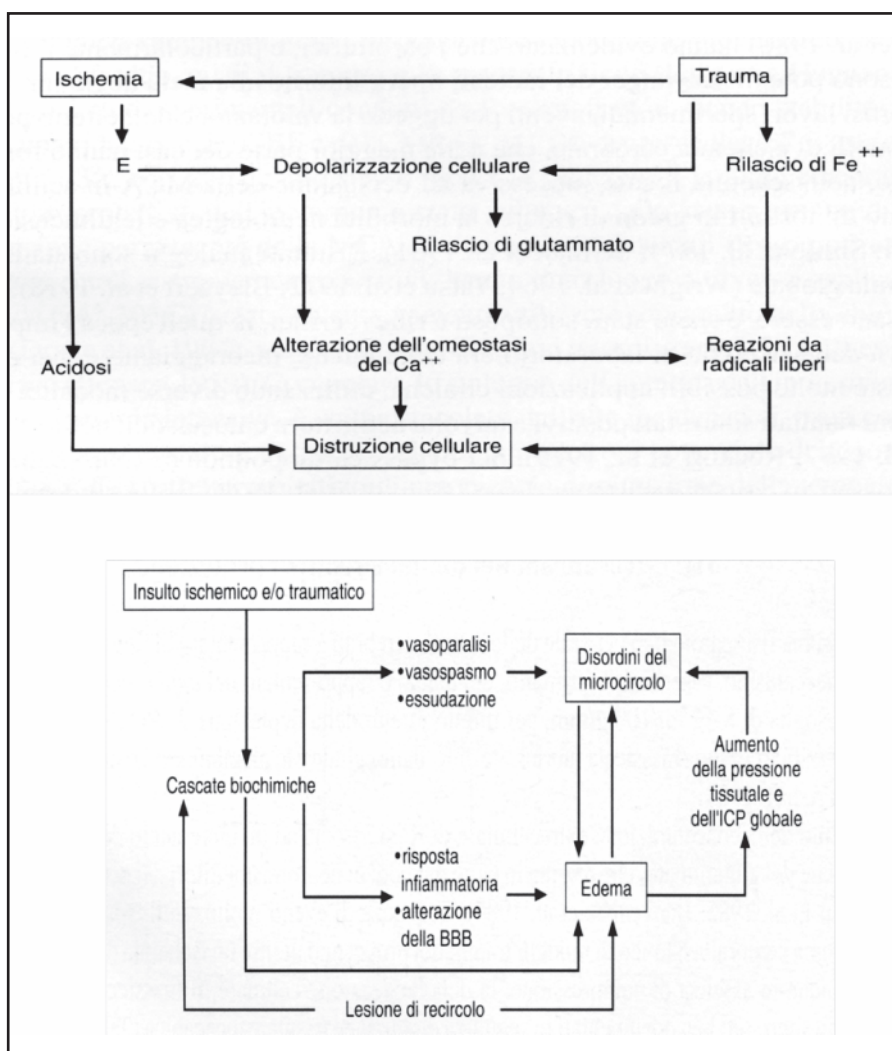 Ischemia
Trauma
E
Depolarizzazione cellulare
Rilascio di Fe++
Rilascio di glutammato
Acidosi
Alterazione dell'omeostasi
del Ca++
Reazioni da
radicali liberi
Distruzione cellulare
Insulto ischemico e/o traumatico
•vasoparalisi
•vasospasmo
•essudazione
Disordini del
microcircolo
Aumento
della pressione
tissutale e
dell'ICP globale
Cascate biochimiche
•risposta
infiammatoria
•alterazione
della BBB
Edema
Lesione di recircolo